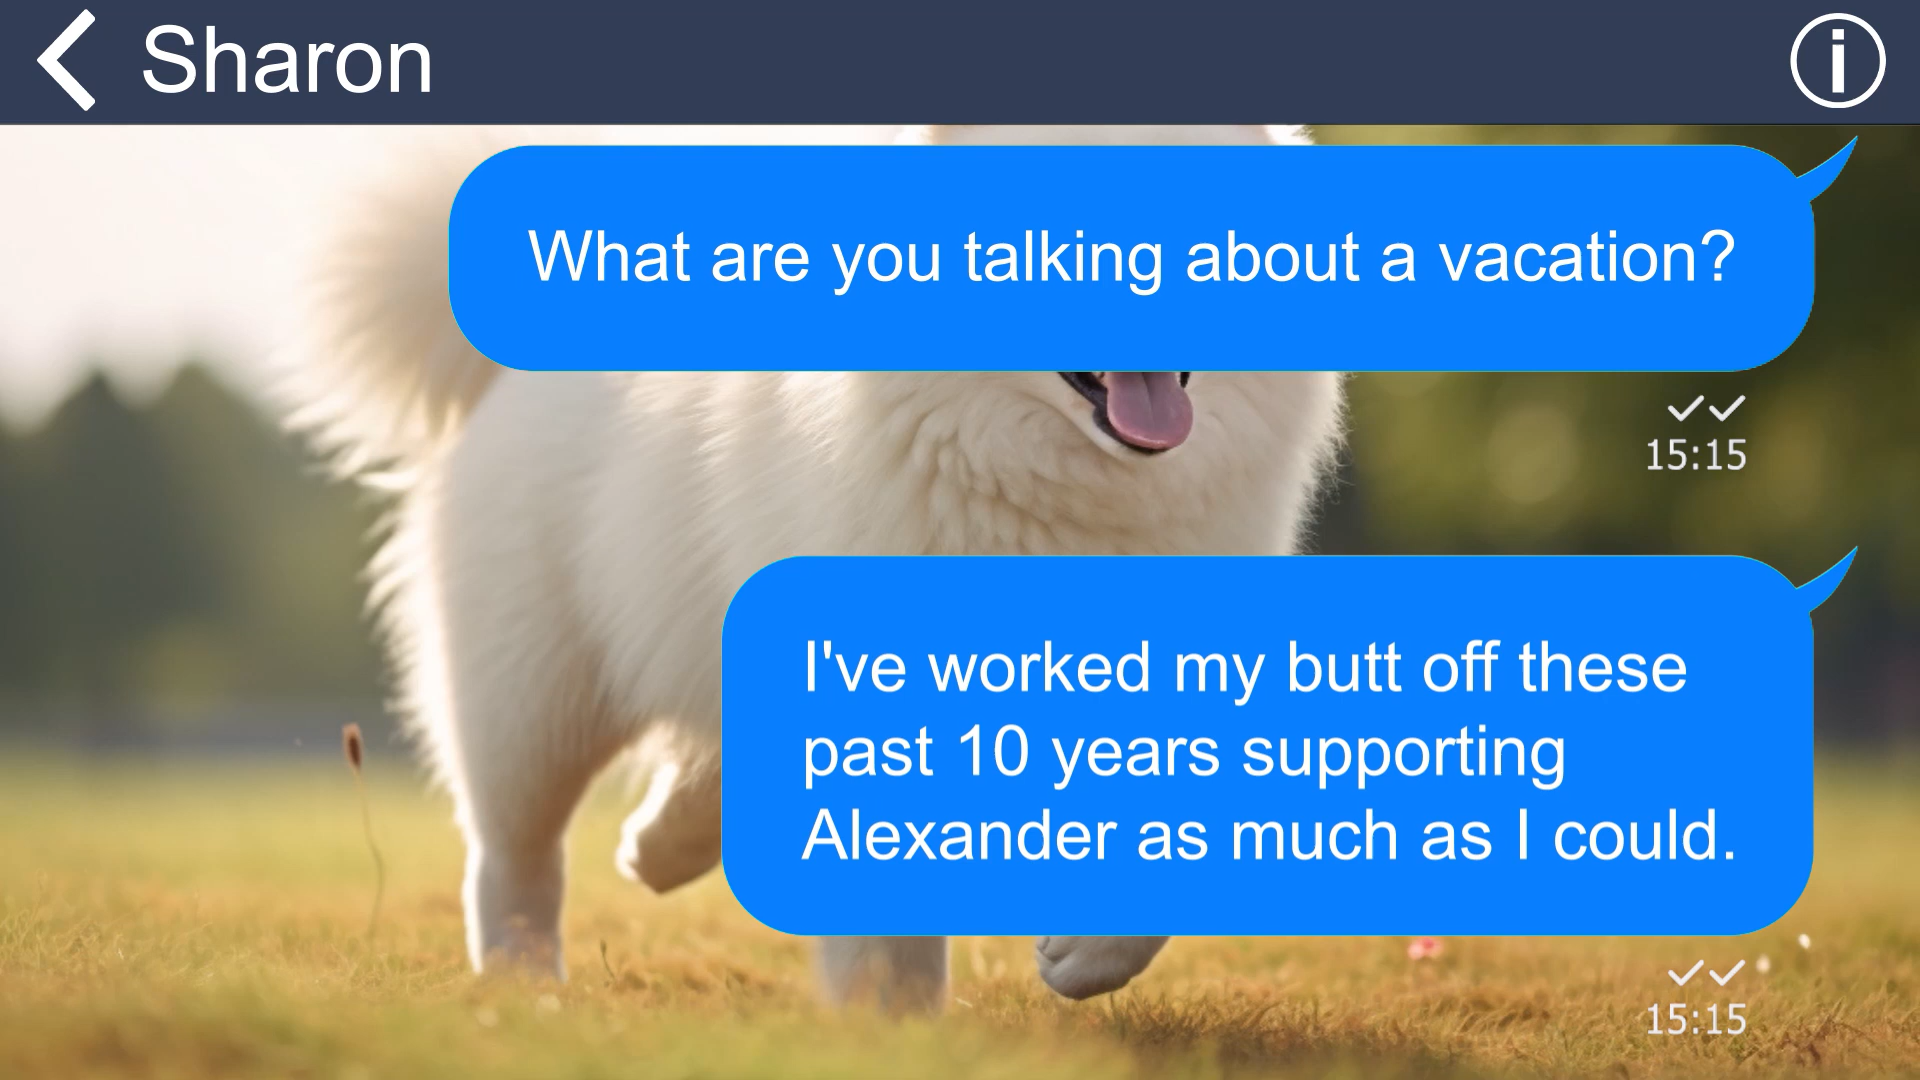 Sharon
What are you talking about a vacation?
15:15
I've worked my butt off these
past 10 years supporting
Alexander as much as I could.
15:15